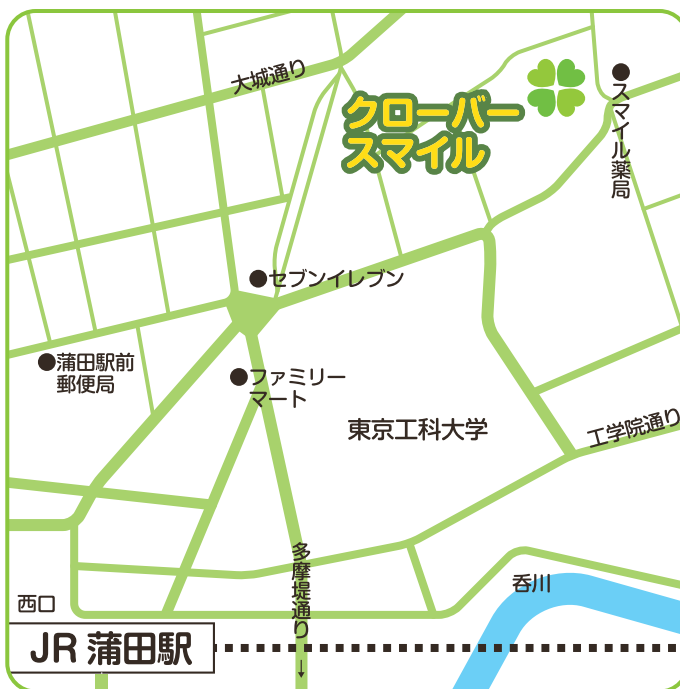 大城通り
クローバー
スマイル
スマイル薬局
セブンイレブン
蒲田駅前
郵便局
ファミリー
マート
東京工科大学
工学院通り
多摩堤通り
↓
呑川
西口
JR 蒲田駅